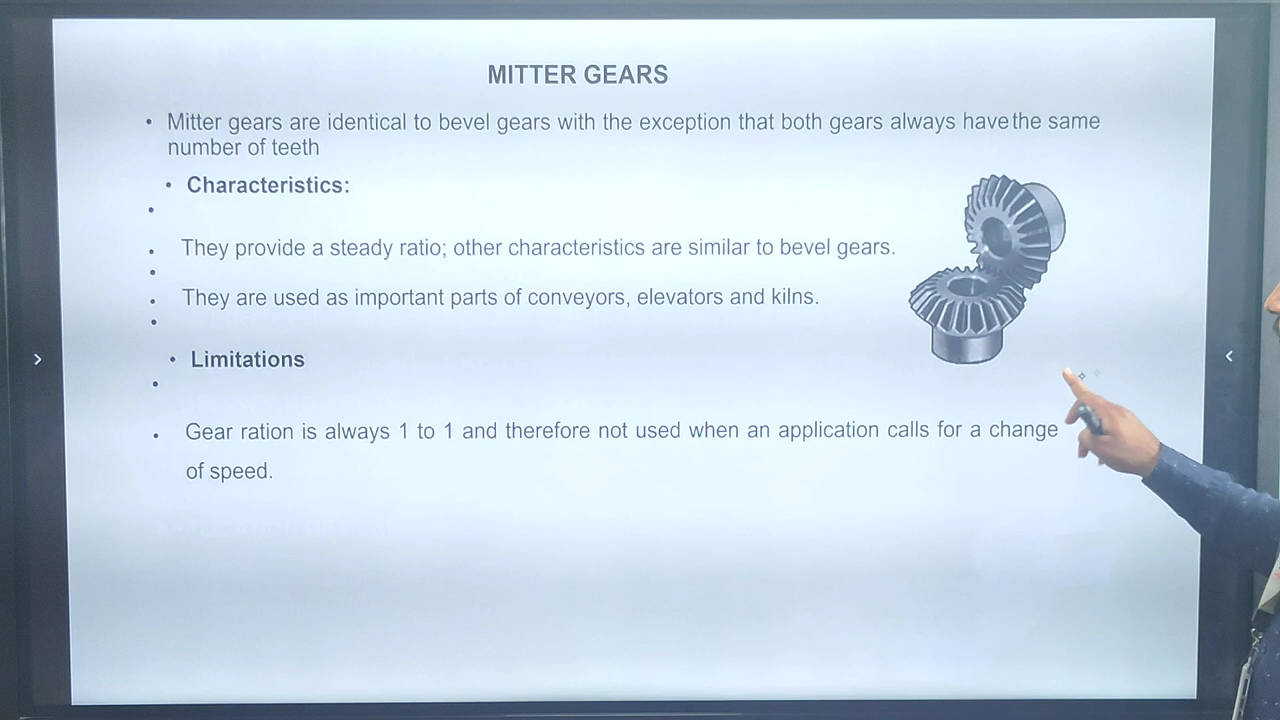 MITTER GEARS
• Mitter gears are identical to bevel gears with the exception that both gears always have the same
number of teeth
• Characteristics:
•
• They provide a steady ratio; other characteristics are similar to bevel gears.
•
• They are used as important parts of conveyors, elevators and kilns.
•
• Limitations
•
• Gear ration is always 1 to 1 and therefore not used when an application calls for a change
of speed.